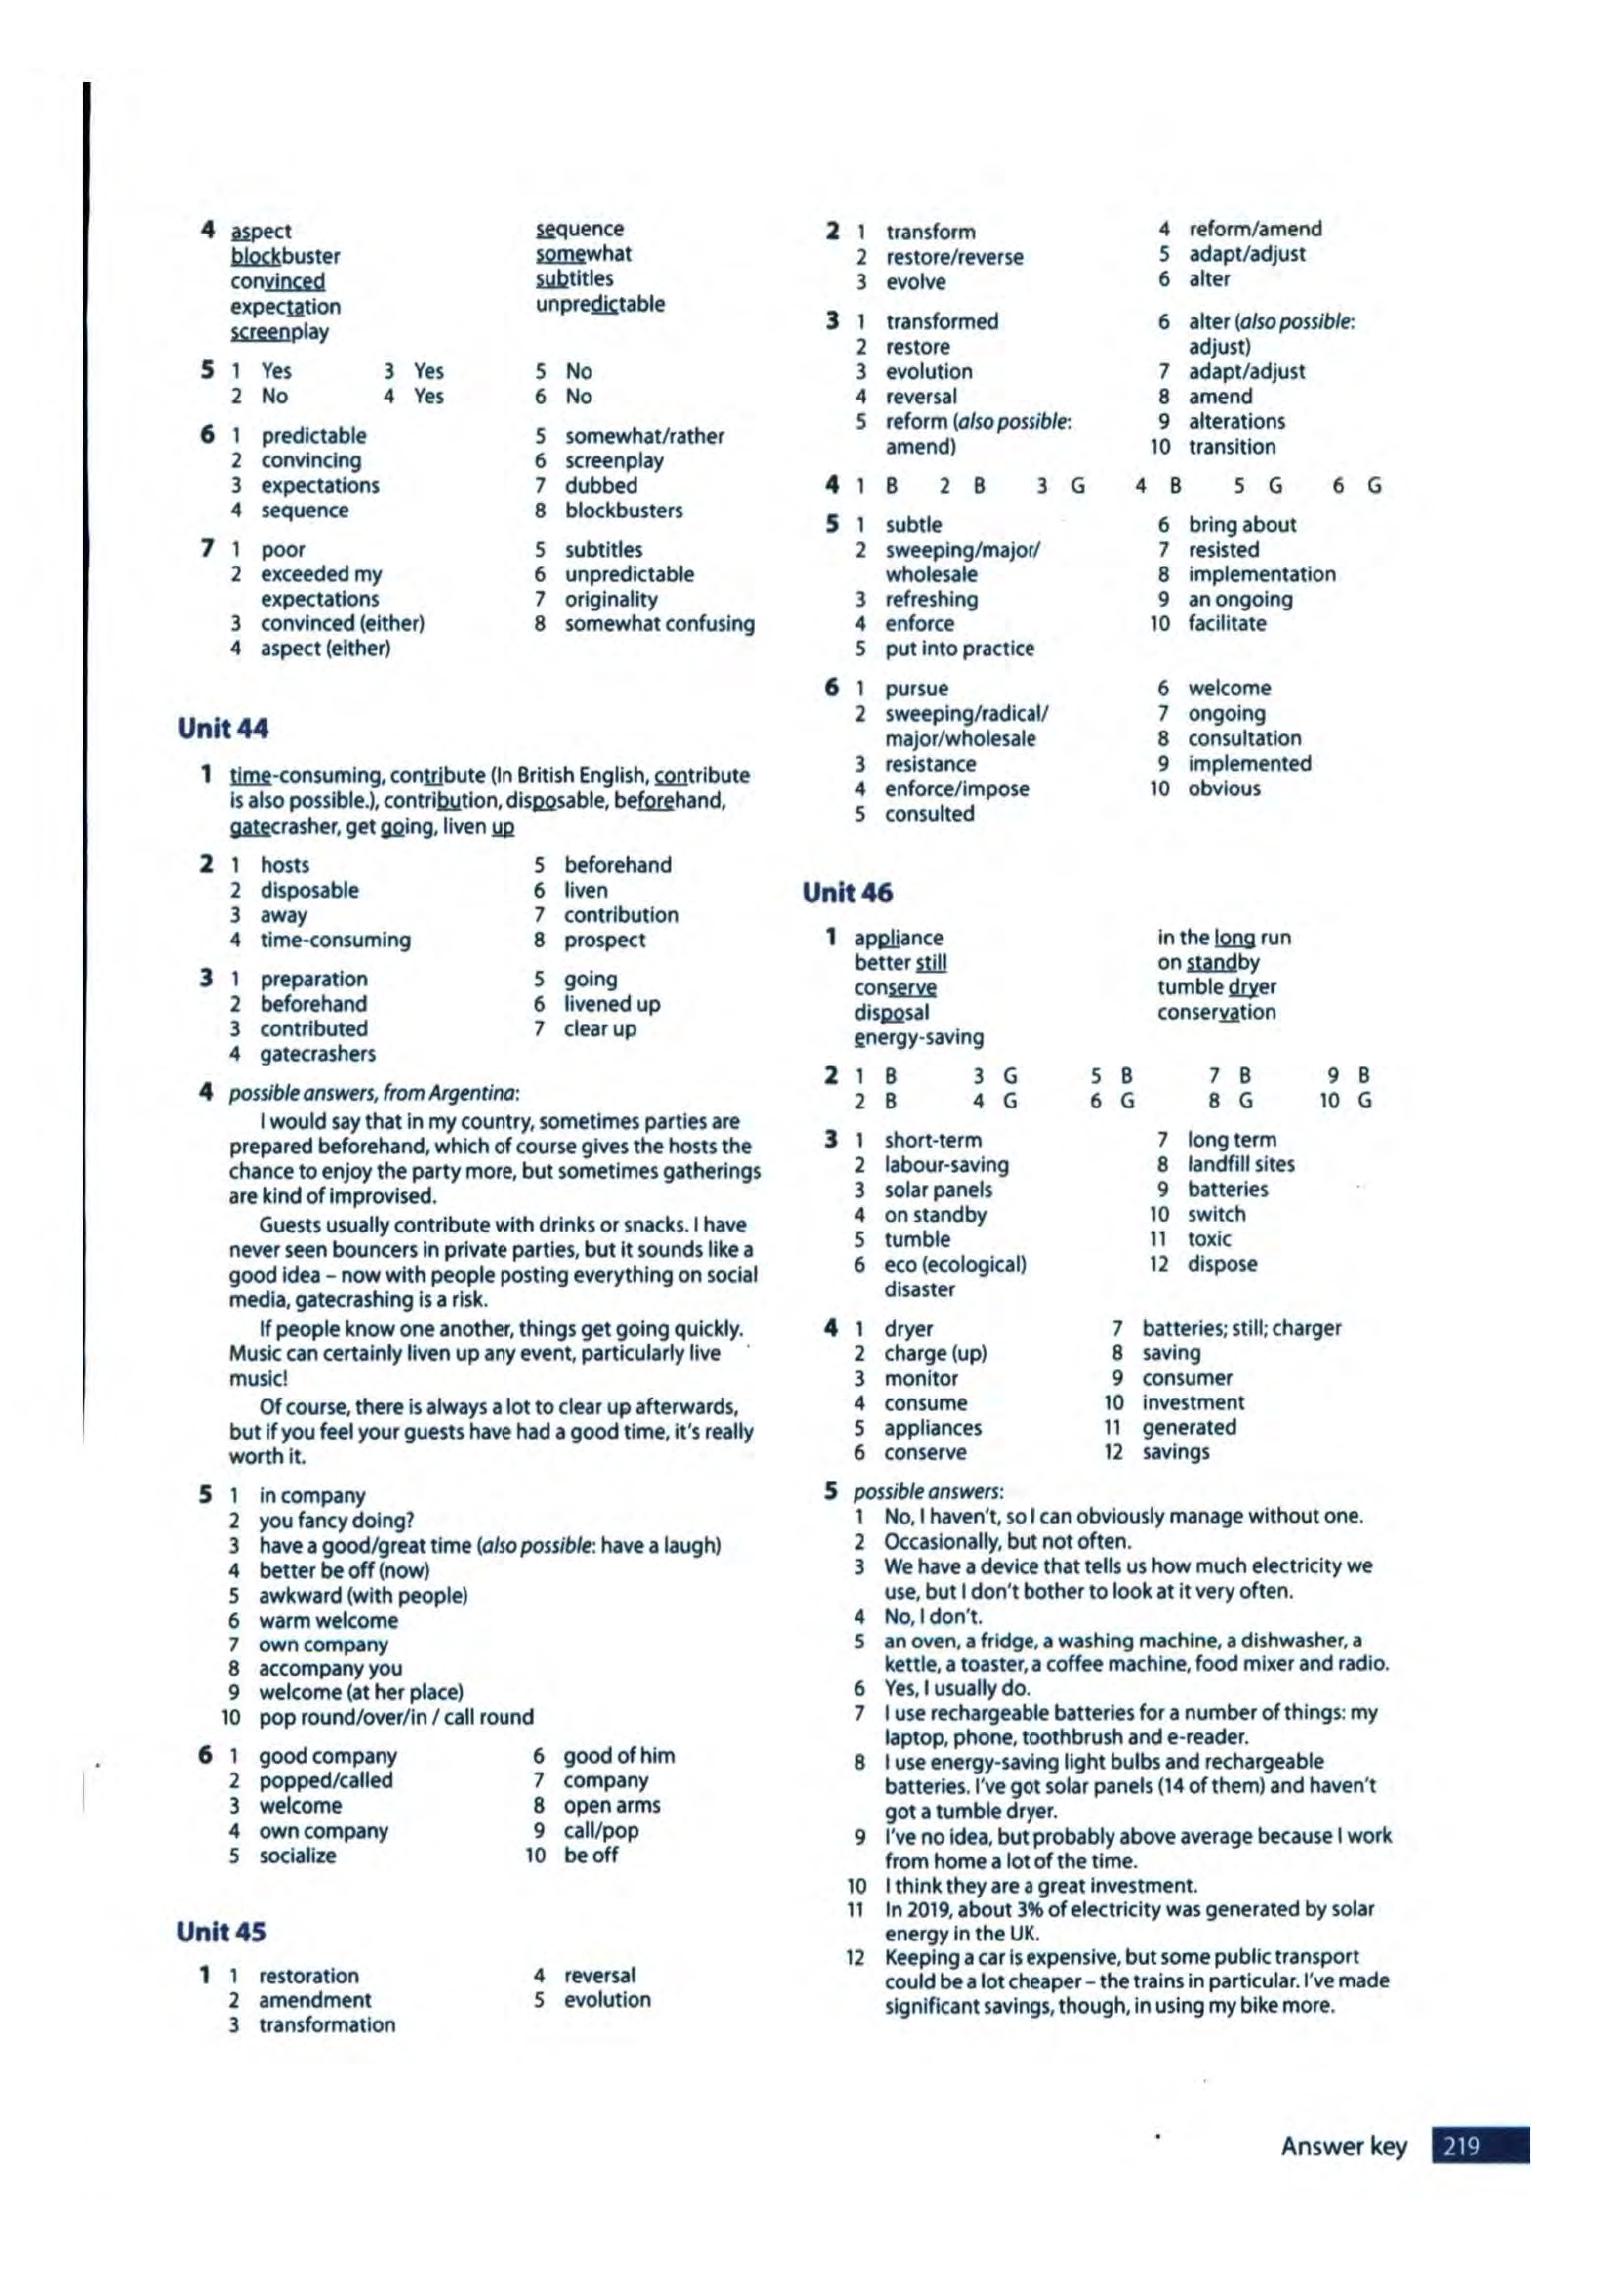 4 aspect
blockbuster
convinced
expectation
screenplay
sequence
somewhat
subtitles
unpredictable
5 1 Yes 3 Yes 5 No
2 No 4 Yes 6 No
6 1 predictable
2 convincing
3 expectations
4 sequence
5 somewhat/rather
6 screenplay
7 dubbed
8 blockbusters
7 1 poor
2 exceeded my
expectations
3 convinced (either)
4 aspect (either)
5 subtitles
6 unpredictable
7 originality
8 somewhat confusing
Unit 44
1 time-consuming, contribute (In British English, contribute
is also possible.), contribution, disposable, beforehand,
gatecrasher, get going, liven up
2 1 hosts
2 disposable
3 away
4 time-consuming
5 beforehand
6 liven
7 contribution
8 prospect
3 1 preparation
2 beforehand
3 contributed
4 gatecrashers
5 going
6 livened up
7 clear up
4 possible answers, from Argentina:
I would say that in my country, sometimes parties are
prepared beforehand, which of course gives the hosts the
chance to enjoy the party more, but sometimes gatherings
are kind of improvised.
Guests usually contribute with drinks or snacks. I have
never seen bouncers in private parties, but it sounds like a
good idea – now with people posting everything on social
media, gatecrashing is a risk.
If people know one another, things get going quickly.
Music can certainly liven up any event, particularly live
music!
Of course, there is always a lot to clear up afterwards,
but if you feel your guests have had a good time, it's really
worth it.
5 1 in company
2 you fancy doing?
3 have a good/great time (also possible: have a laugh)
4 better be off (now)
5 awkward (with people)
6 warm welcome
7 own company
8 accompany you
9 welcome (at her place)
10 pop round/over/in / call round
6 1 good company
2 popped/called
3 welcome
4 own company
5 socialize
6 good of him
7 company
8 open arms
9 call/pop
10 be off
Unit 45
1 1 restoration
2 amendment
3 transformation
4 reversal
5 evolution
2 1 transform
2 restore/reverse
3 evolve
4 reform/amend
5 adapt/adjust
6 alter
3 1 transformed
2 restore
3 evolution
4 reversal
5 reform (also possible:
amend)
6 alter (also possible:
adjust)
7 adapt/adjust
8 amend
9 alterations
10 transition
4 1 B 2 B 3 G 4 B 5 G 6 G
5 1 subtle
2 sweeping/major/
wholesale
3 refreshing
4 enforce
5 put into practice
6 bring about
7 resisted
8 implementation
9 an ongoing
10 facilitate
6 1 pursue
2 sweeping/radical/
major/wholesale
3 resistance
4 enforce/impose
5 consulted
6 welcome
7 ongoing
8 consultation
9 implemented
10 obvious
Unit 46
1 appliance
better still
conserve
disposal
energy-saving
in the long run
on standby
tumble dryer
conservation
2 1 B 3 G 5 B 7 B 9 B
2 B 4 G 6 G 8 G 10 G
3 1 short-term
2 labour-saving
3 solar panels
4 on standby
5 tumble
6 eco (ecological)
disaster
7 long term
8 landfill sites
9 batteries
10 switch
11 toxic
12 dispose
4 1 dryer
2 charge (up)
3 monitor
4 consume
5 appliances
6 conserve
7 batteries; still; charger
8 saving
9 consumer
10 investment
11 generated
12 savings
5 possible answers:
1 No, I haven't, so I can obviously manage without one.
2 Occasionally, but not often.
3 We have a device that tells us how much electricity we
use, but I don't bother to look at it very often.
4 No, I don't.
5 an oven, a fridge, a washing machine, a dishwasher, a
kettle, a toaster, a coffee machine, food mixer and radio.
6 Yes, I usually do.
7 I use rechargeable batteries for a number of things: my
laptop, phone, toothbrush and e-reader.
8 I use energy-saving light bulbs and rechargeable
batteries. I've got solar panels (14 of them) and haven't
got a tumble dryer.
9 I've no idea, but probably above average because I work
from home a lot of the time.
10 I think they are a great investment.
11 In 2019, about 3% of electricity was generated by solar
energy in the UK.
12 Keeping a car is expensive, but some public transport
could be a lot cheaper – the trains in particular. I've made
significant savings, though, in using my bike more.
Answer key 219